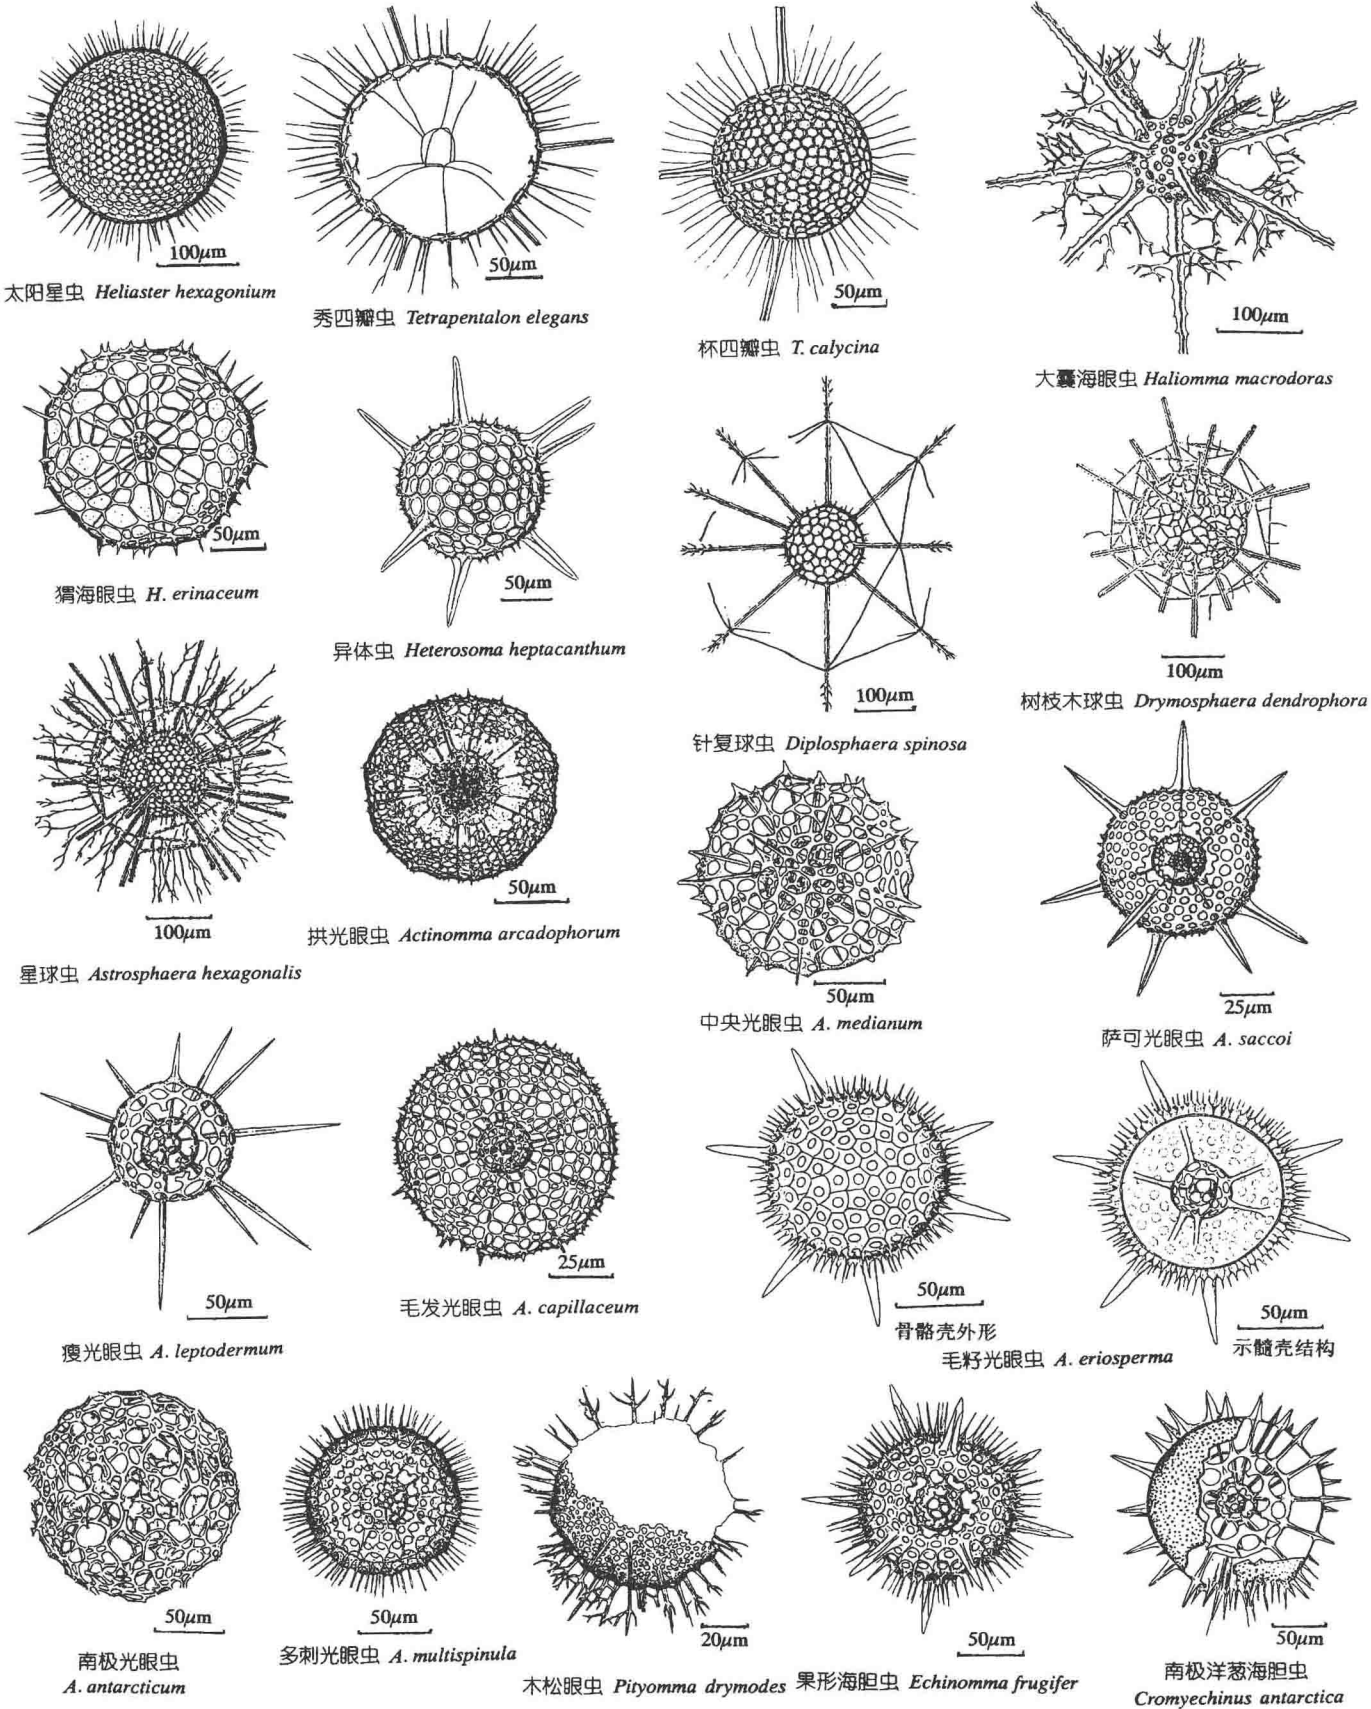 100μm
太阳星虫 Heliaster hexagonium
50μm
秀四瓣虫 Tetrapentalon elegans
50μm
杯四瓣虫 T. calycina
100μm
大囊海眼虫 Haliomma macrodoras
50μm
猬海眼虫 H. erinaceum
50μm
异体虫 Heterosoma heptacanthum
100μm
针复球虫 Diplosphaera spinosa
100μm
树枝木球虫 Drymosphaera dendrophora
100μm
星球虫 Astrosphaera hexagonalis
50μm
拱光眼虫 Actinomma arcadophorum
50μm
中央光眼虫 A. medianum
25μm
萨可光眼虫 A. saccoi
50μm
瘦光眼虫 A. leptodermum
25μm
毛发光眼虫 A. capillaceum
50μm
骨骼壳外形
50μm
示髓壳结构
毛籽光眼虫 A. eriosperma
50μm
南极光眼虫
A. antarcticum
50μm
多刺光眼虫 A. multispinula
20μm
木松眼虫 Pityomma drymodes
50μm
果形海胆虫 Echinomma frugifer
50μm
南极洋葱海胆虫
Cromyechinus antarctica